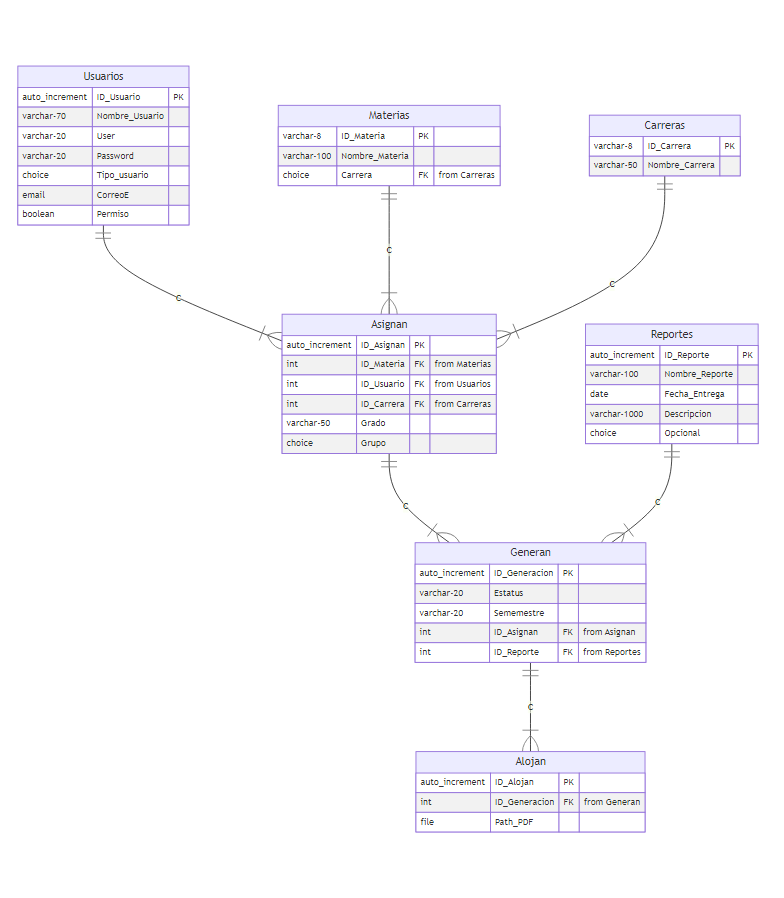 Usuarios
auto_increment ID_Usuario PK
varchar-70 Nombre_Usuario
varchar-20 User
varchar-20 Password
choice Tipo_usuario
email CorreoE
boolean Permiso
Materias
varchar-8 ID_Materia PK
varchar-100 Nombre_Materia
choice Carrera FK from Carreras
Carreras
varchar-8 ID_Carrera PK
varchar-50 Nombre_Carrera
c
c
c
Asignan
auto_increment ID_Asignan PK
int ID_Materia FK from Materias
int ID_Usuario FK from Usuarios
int ID_Carrera FK from Carreras
varchar-50 Grado
choice Grupo
Reportes
auto_increment ID_Reporte PK
varchar-100 Nombre_Reporte
date Fecha_Entrega
varchar-1000 Descripcion
choice Opcional
c
c
Generan
auto_increment ID_Generacion PK
varchar-20 Estatus
varchar-20 Sememestre
int ID_Asignan FK from Asignan
int ID_Reporte FK from Reportes
c
Alojan
auto_increment ID_Alojan PK
int ID_Generacion FK from Generan
file Path_PDF